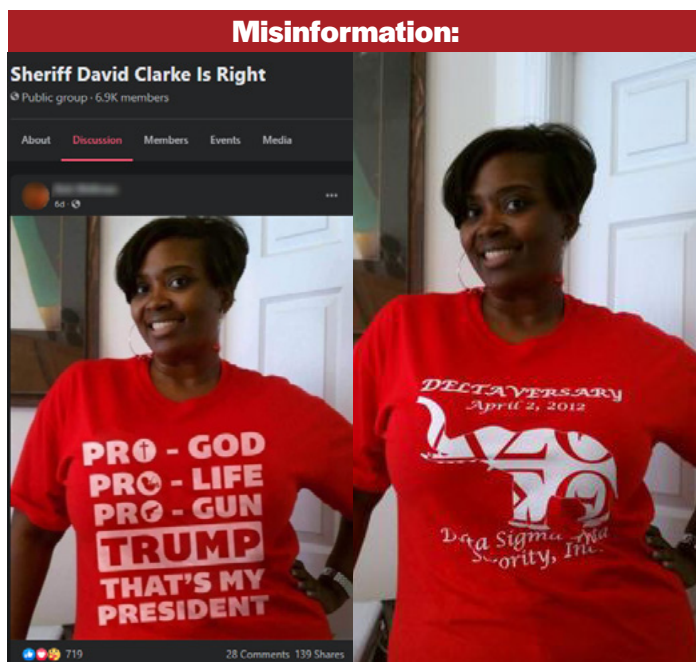 Misinformation:
Sheriff David Clarke Is Right
Public group · 6.9K members
About Discussion Members Events Media
6d ·
...
PRO - GOD
PRO - LIFE
PRO - GUN
TRUMP
THAT'S MY
PRESIDENT
719 28 Comments 139 Shares
DELTAVERSARY
April 2, 2012
ΔΣΘ
Sigma
Sorority, Inc.